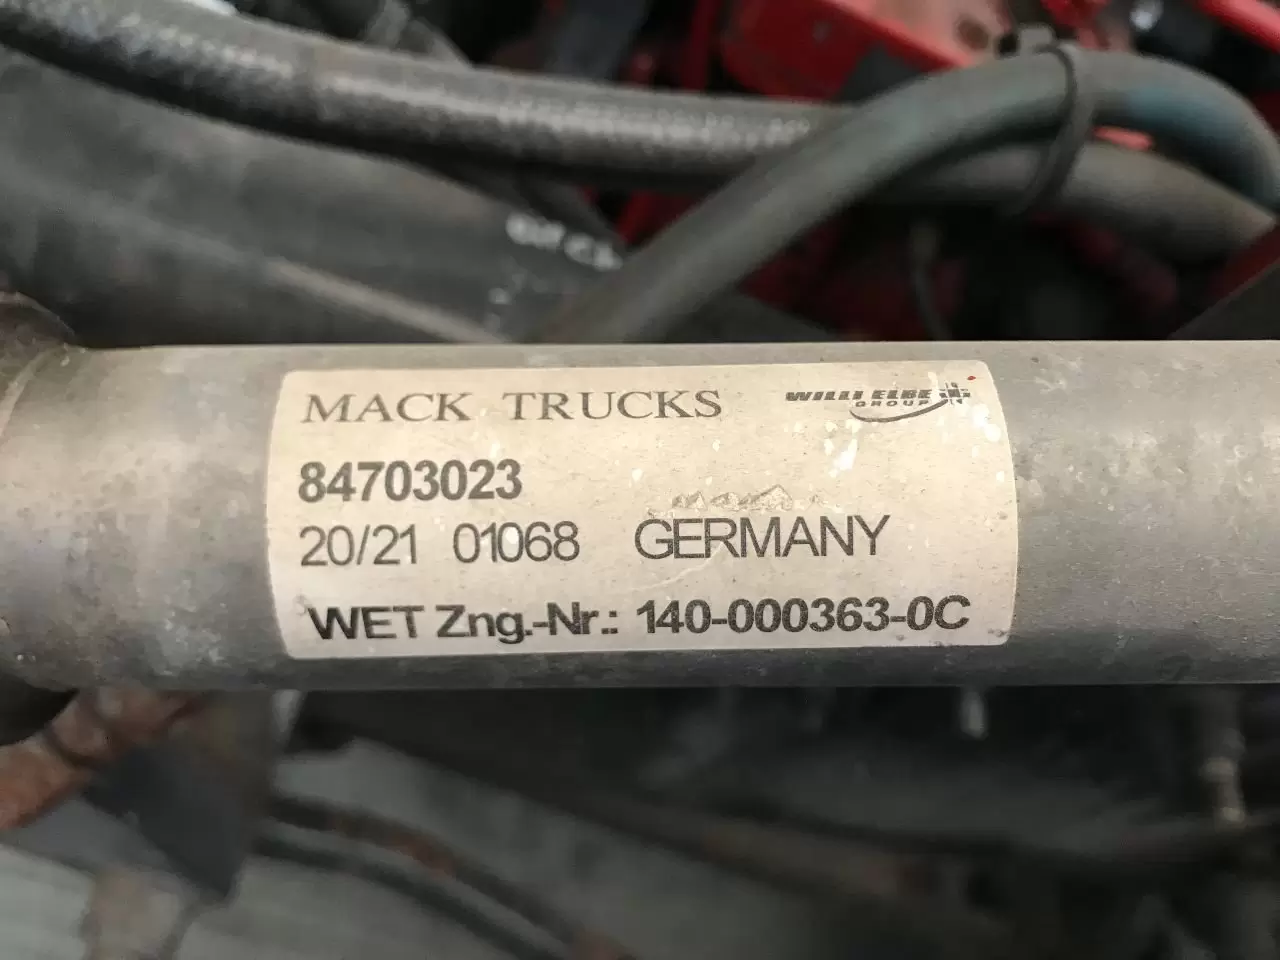 MACK TRUCKS
WILLI ELBE
GROUP
84703023
20/21 01068 GERMANY
WET Zng.-Nr.: 140-000363-0C